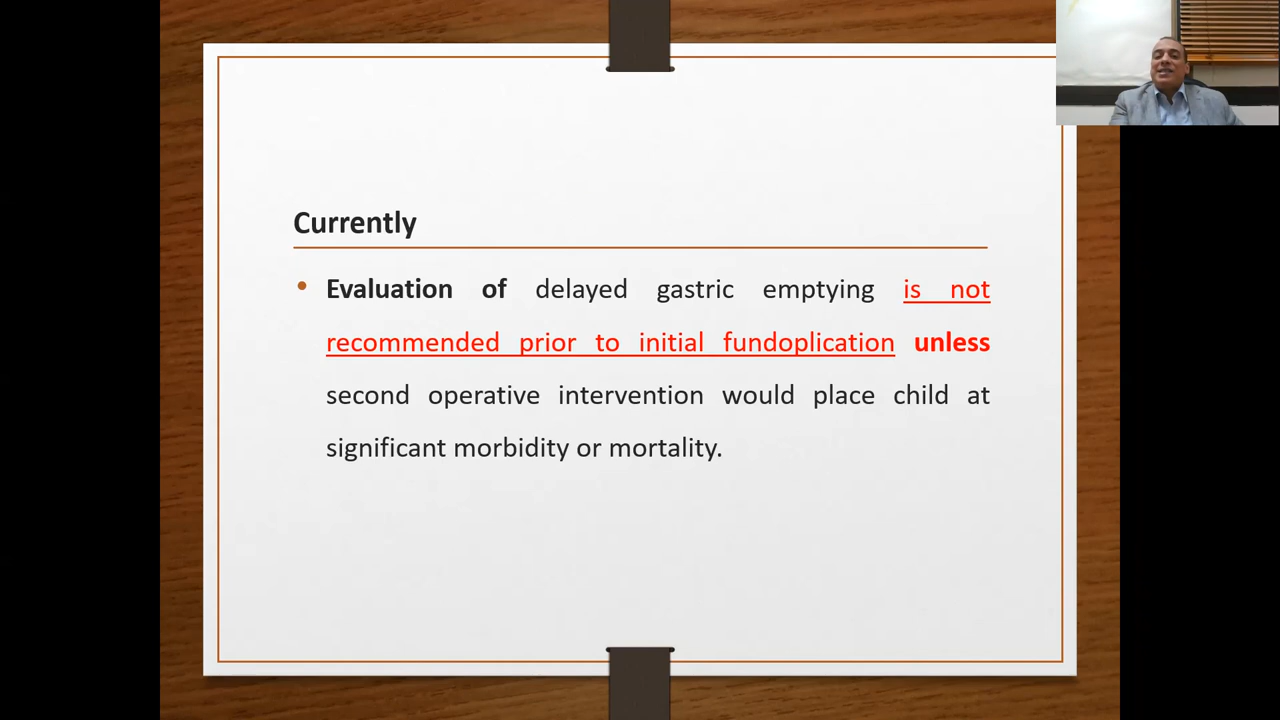 Currently
• Evaluation of delayed gastric emptying is not
recommended prior to initial fundoplication unless
second operative intervention would place child at
significant morbidity or mortality.